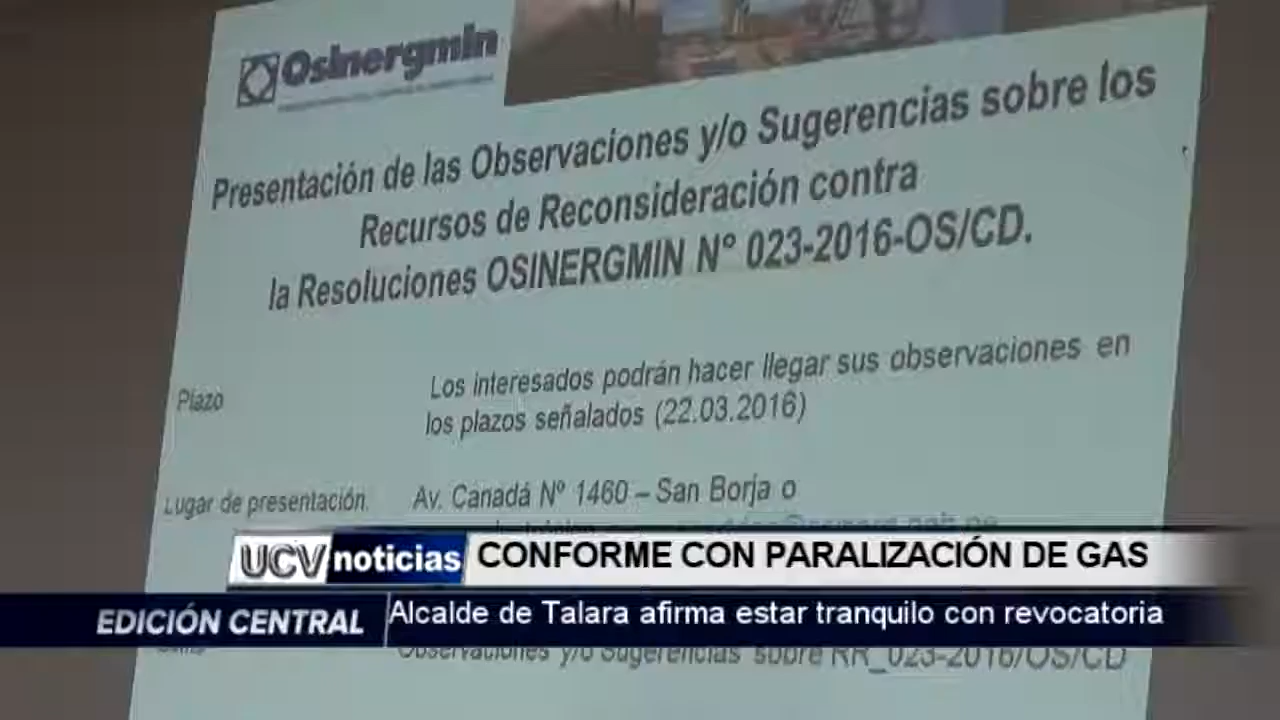 Osinergmin
Presentación de las Observaciones y/o Sugerencias sobre los
Recursos de Reconsideración contra
la Resoluciones OSINERGMIN N° 023-2016-OS/CD.
Plazo
Los interesados podrán hacer llegar sus observaciones en
los plazos señalados (22.03.2016)
Lugar de presentación
Av. Canadá Nº 1460 – San Borja o
UCV noticias
CONFORME CON PARALIZACIÓN DE GAS
EDICIÓN CENTRAL
Alcalde de Talara afirma estar tranquilo con revocatoria
Observaciones y/o Sugerencias sobre RR_023-2016/OS/CD